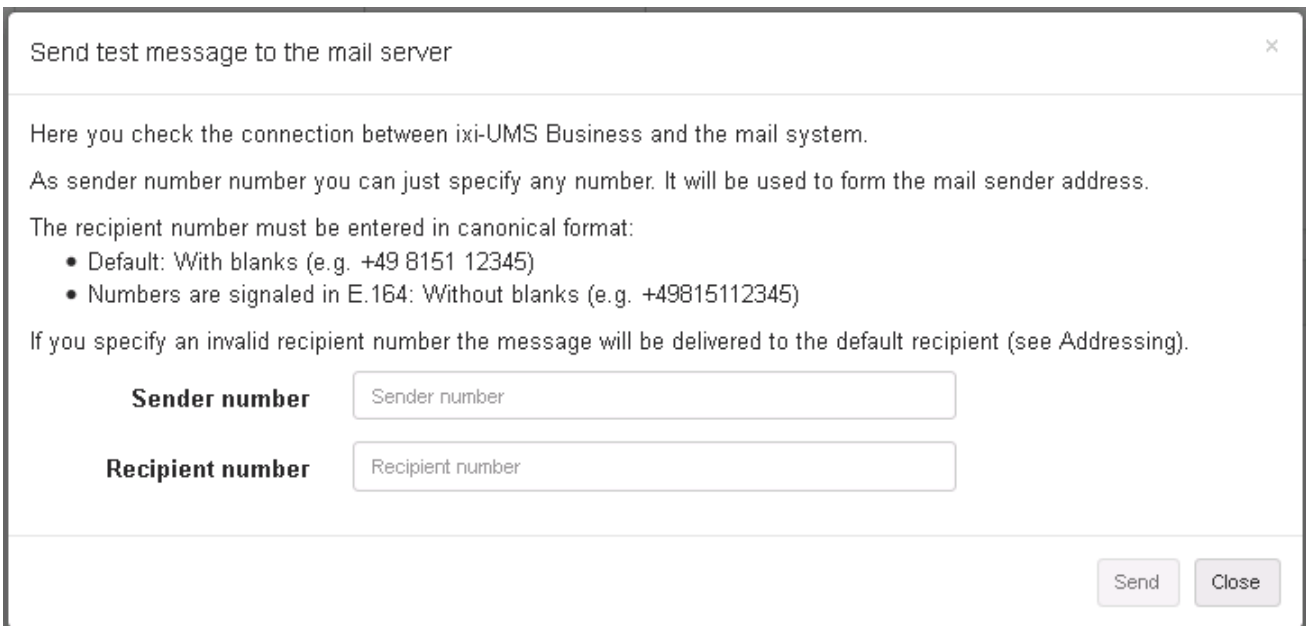 Send test message to the mail server ×
Here you check the connection between ixi-UMS Business and the mail system.
As sender number number you can just specify any number. It will be used to form the mail sender address.
The recipient number must be entered in canonical format:
• Default: With blanks (e.g. +49 8151 12345)
• Numbers are signaled in E.164: Without blanks (e.g. +49815112345)
If you specify an invalid recipient number the message will be delivered to the default recipient (see Addressing).
Sender number Sender number
Recipient number Recipient number
Send Close